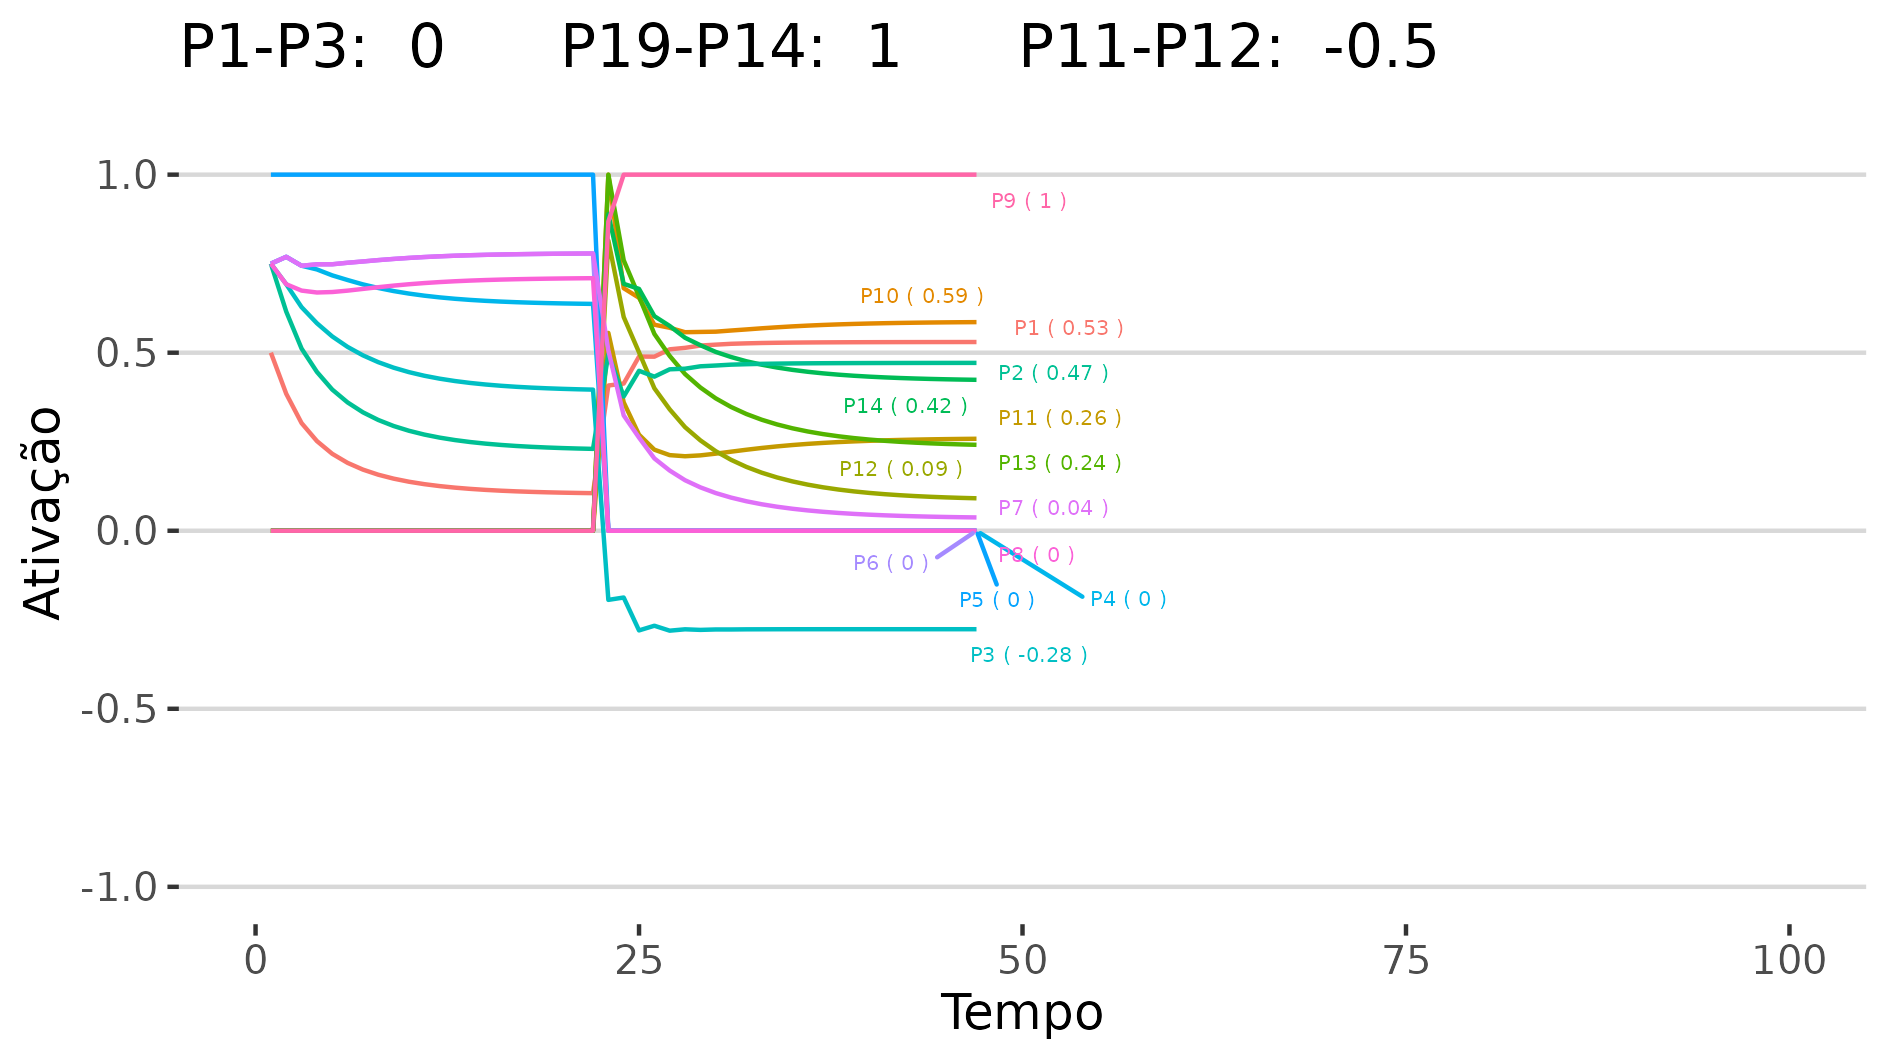 P1-P3:  0      P19-P14:  1      P11-P12:  -0.5
Ativação
1.0
0.5
0.0
-0.5
-1.0
P9 ( 1 )
P10 ( 0.59 )
P1 ( 0.53 )
P2 ( 0.47 )
P14 ( 0.42 )
P11 ( 0.26 )
P13 ( 0.24 )
P12 ( 0.09 )
P7 ( 0.04 )
P8 ( 0 )
P6 ( 0 )
P5 ( 0 )
P4 ( 0 )
P3 ( -0.28 )
0 25 50 75 100
Tempo